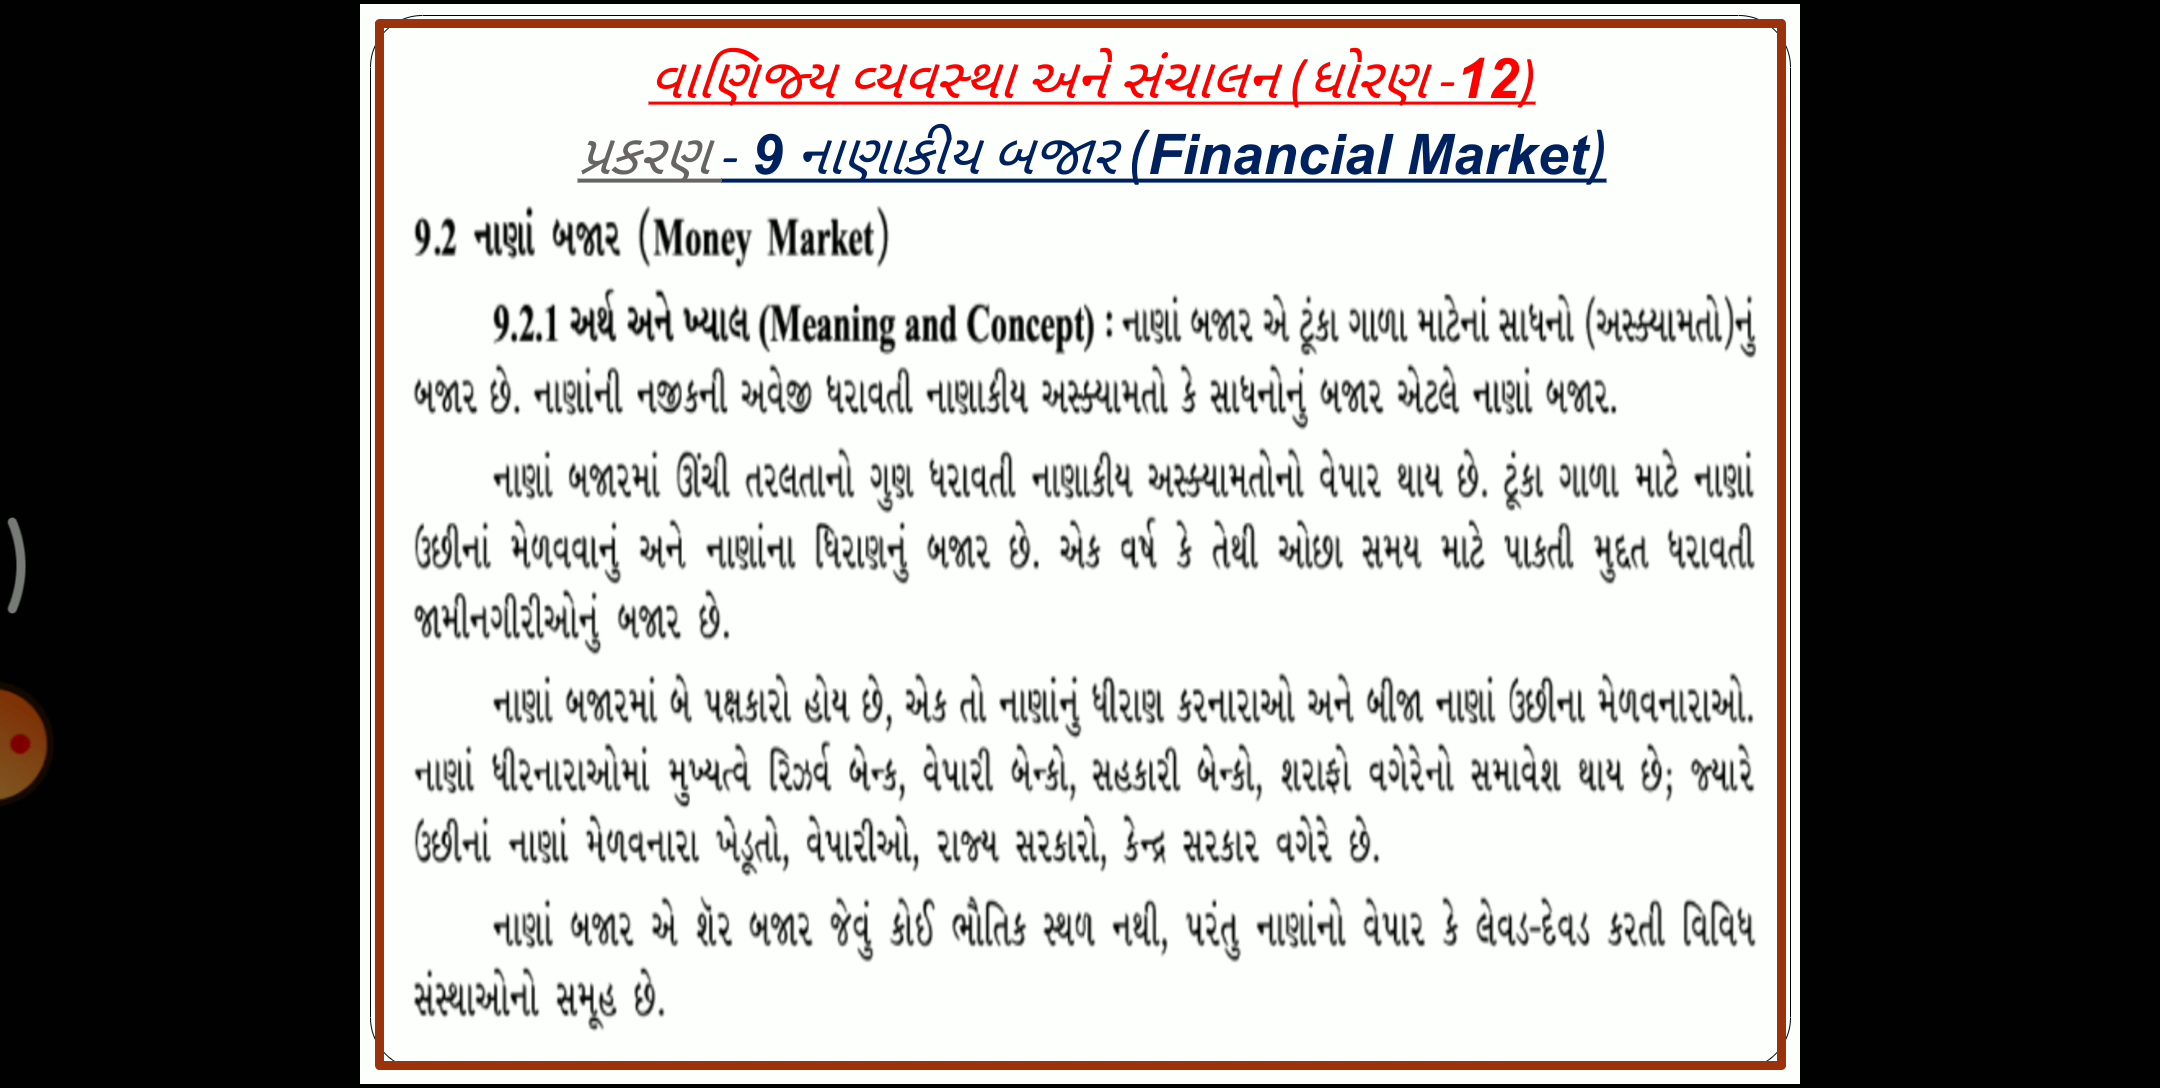 વાણિજ્ય વ્યવસ્થા અને સંચાલન (ધોરણ -12)
પ્રકરણ - 9 નાણાકીય બજાર (Financial Market)
9.2 નાણાં બજાર (Money Market)
9.2.1 અર્થ અને ખ્યાલ (Meaning and Concept) : નાણાં બજાર એ ટૂંકા ગાળા માટેનાં સાધનો (અસ્ક્યામતો)નું
બજાર છે. નાણાંની નજીકની અવેજી ધરાવતી નાણાકીય અસ્ક્યામતો કે સાધનોનું બજાર એટલે નાણાં બજાર.
નાણાં બજારમાં ઊંચી તરલતાનો ગુણ ધરાવતી નાણાકીય અસ્ક્યામતોનો વેપાર થાય છે. ટૂંકા ગાળા માટે નાણાં
ઉછીનાં મેળવવાનું અને નાણાંના ધિરાણનું બજાર છે. એક વર્ષ કે તેથી ઓછા સમય માટે પાકતી મુદ્દત ધરાવતી
જામીનગીરીઓનું બજાર છે.
નાણાં બજારમાં બે પક્ષકારો હોય છે, એક તો નાણાંનું ધીરાણ કરનારાઓ અને બીજા નાણાં ઉછીના મેળવનારાઓ.
નાણાં ધીરનારાઓમાં મુખ્યત્વે રિઝર્વ બેન્ક, વેપારી બેન્કો, સહકારી બેન્કો, શરાફો વગેરેનો સમાવેશ થાય છે; જ્યારે
ઉછીનાં નાણાં મેળવનારા ખેડૂતો, વેપારીઓ, રાજ્ય સરકારો, કેન્દ્ર સરકાર વગેરે છે.
નાણાં બજાર એ શૅર બજાર જેવું કોઈ ભૌતિક સ્થળ નથી, પરંતુ નાણાંનો વેપાર કે લેવડ-દેવડ કરતી વિવિધ
સંસ્થાઓનો સમૂહ છે.